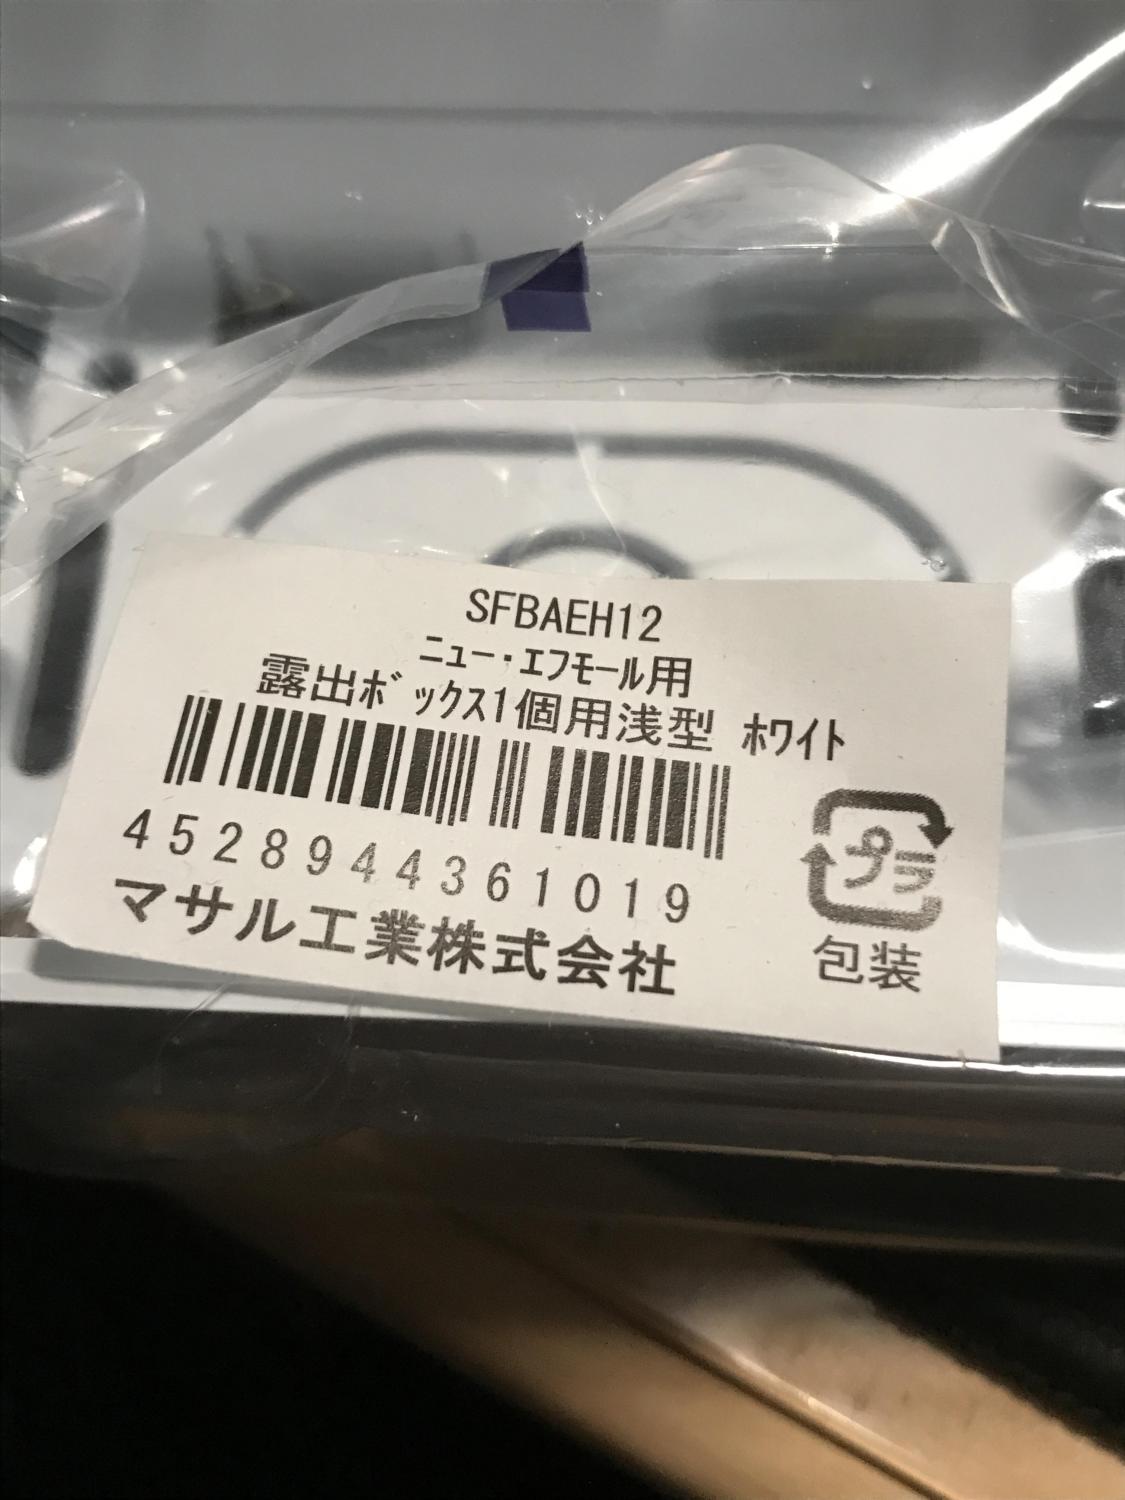 SFBAEH12
ニュー・エフモール用
露出ボックス1個用浅型 ホワイト
4528944361019
マサル工業株式会社
プラ
包装